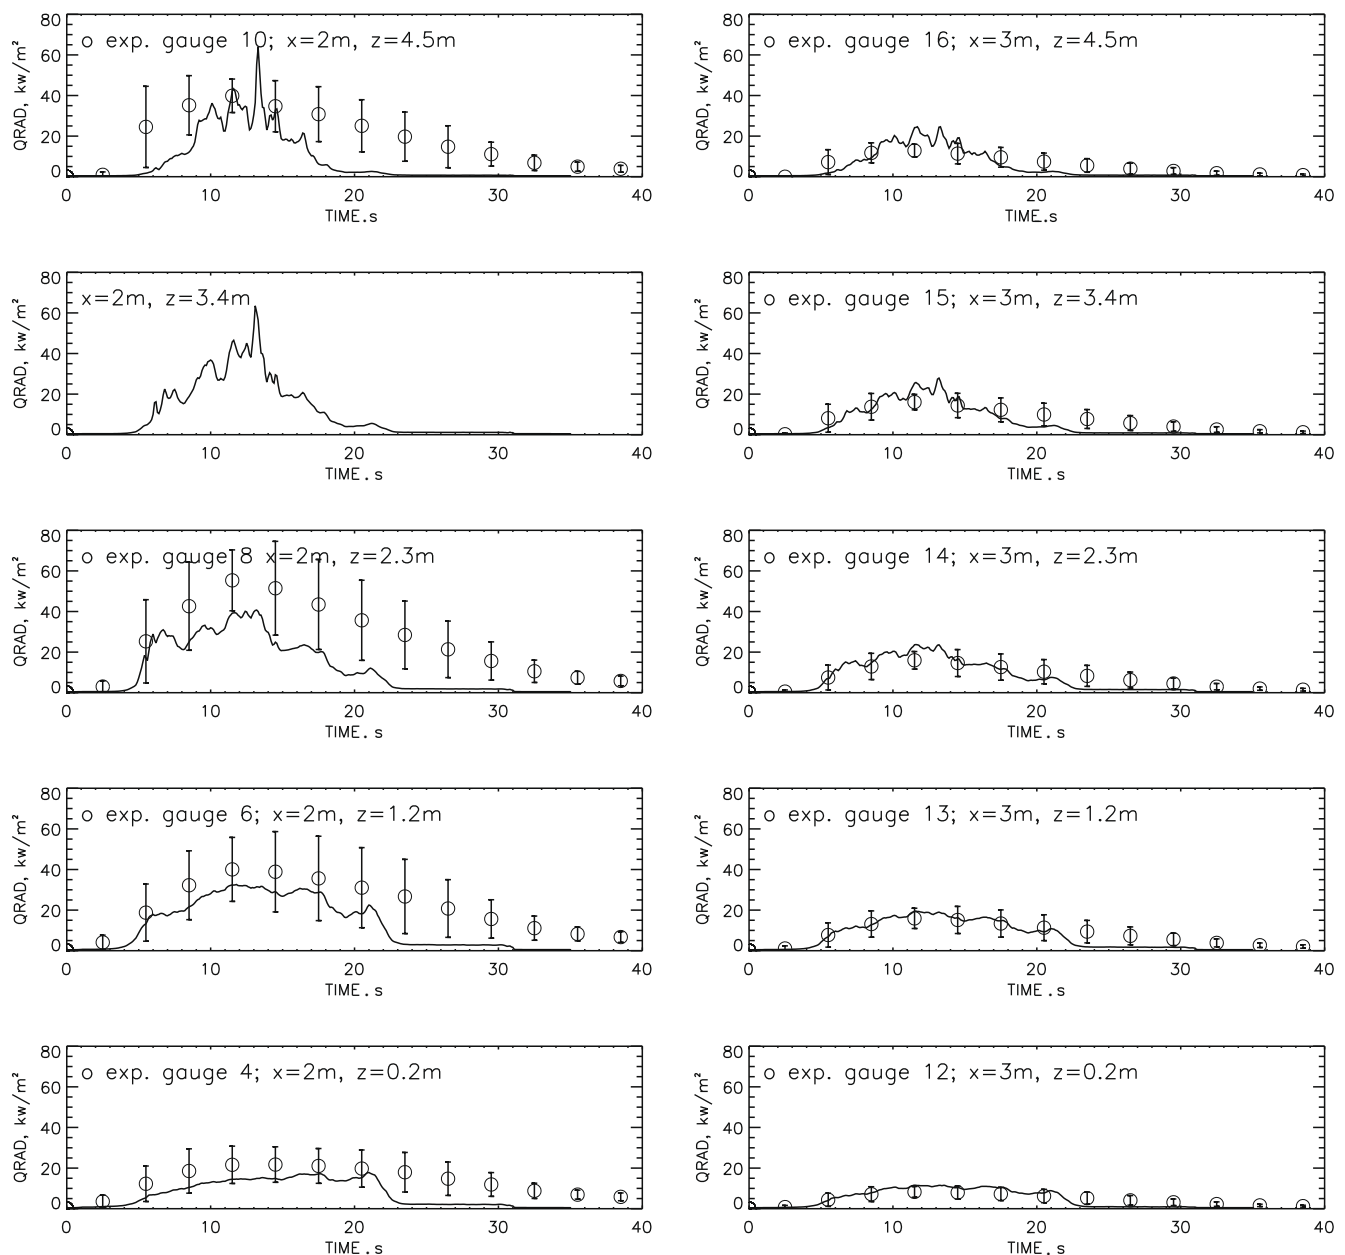 o exp. gauge 10; x=2m, z=4.5m
QRAD, kw/m²
80
60
40
20
0
0 10 20 30 40
TIME.s
o exp. gauge 16; x=3m, z=4.5m
QRAD, kw/m²
80
60
40
20
0
0 10 20 30 40
TIME.s
x=2m, z=3.4m
QRAD, kw/m²
80
60
40
20
0
0 10 20 30 40
TIME.s
o exp. gauge 15; x=3m, z=3.4m
QRAD, kw/m²
80
60
40
20
0
0 10 20 30 40
TIME.s
o exp. gauge 8 x=2m, z=2.3m
QRAD, kw/m²
80
60
40
20
0
0 10 20 30 40
TIME.s
o exp. gauge 14; x=3m, z=2.3m
QRAD, kw/m²
80
60
40
20
0
0 10 20 30 40
TIME.s
o exp. gauge 6; x=2m, z=1.2m
QRAD, kw/m²
80
60
40
20
0
0 10 20 30 40
TIME.s
o exp. gauge 13; x=3m, z=1.2m
QRAD, kw/m²
80
60
40
20
0
0 10 20 30 40
TIME.s
o exp. gauge 4; x=2m, z=0.2m
QRAD, kw/m²
80
60
40
20
0
0 10 20 30 40
TIME.s
o exp. gauge 12; x=3m, z=0.2m
QRAD, kw/m²
80
60
40
20
0
0 10 20 30 40
TIME.s